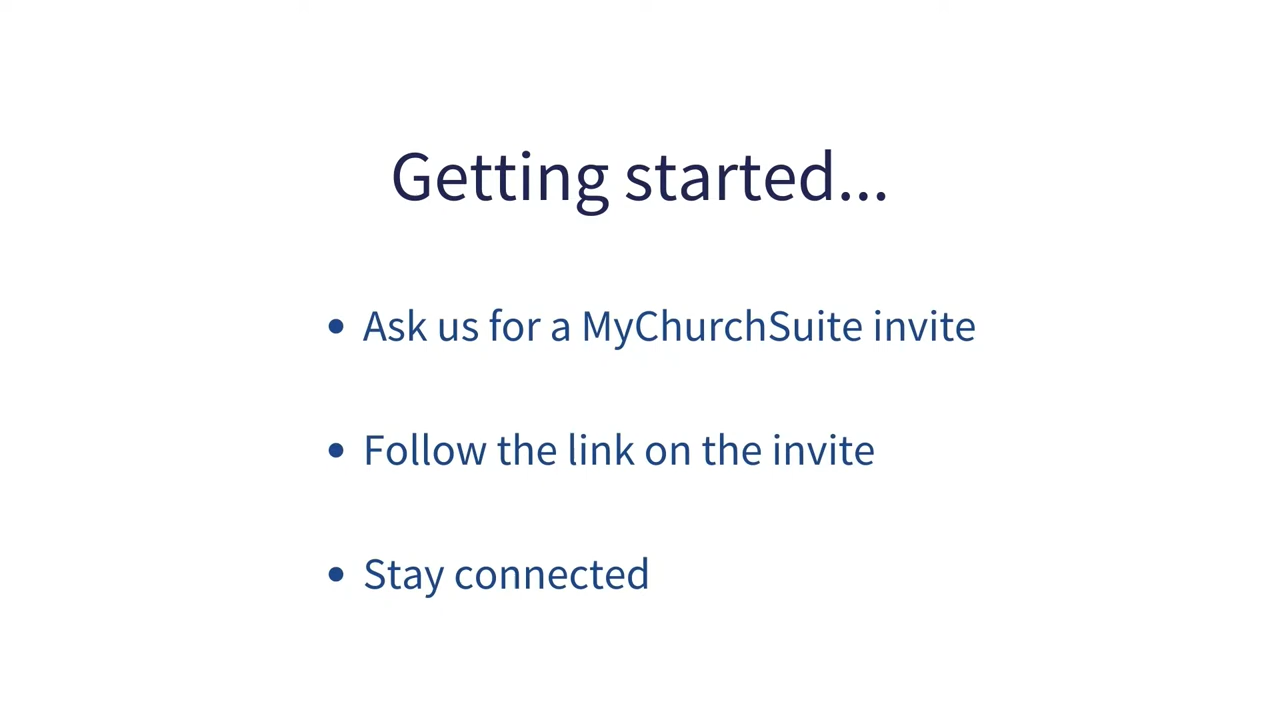 Getting started...
• Ask us for a MyChurchSuite invite
• Follow the link on the invite
• Stay connected